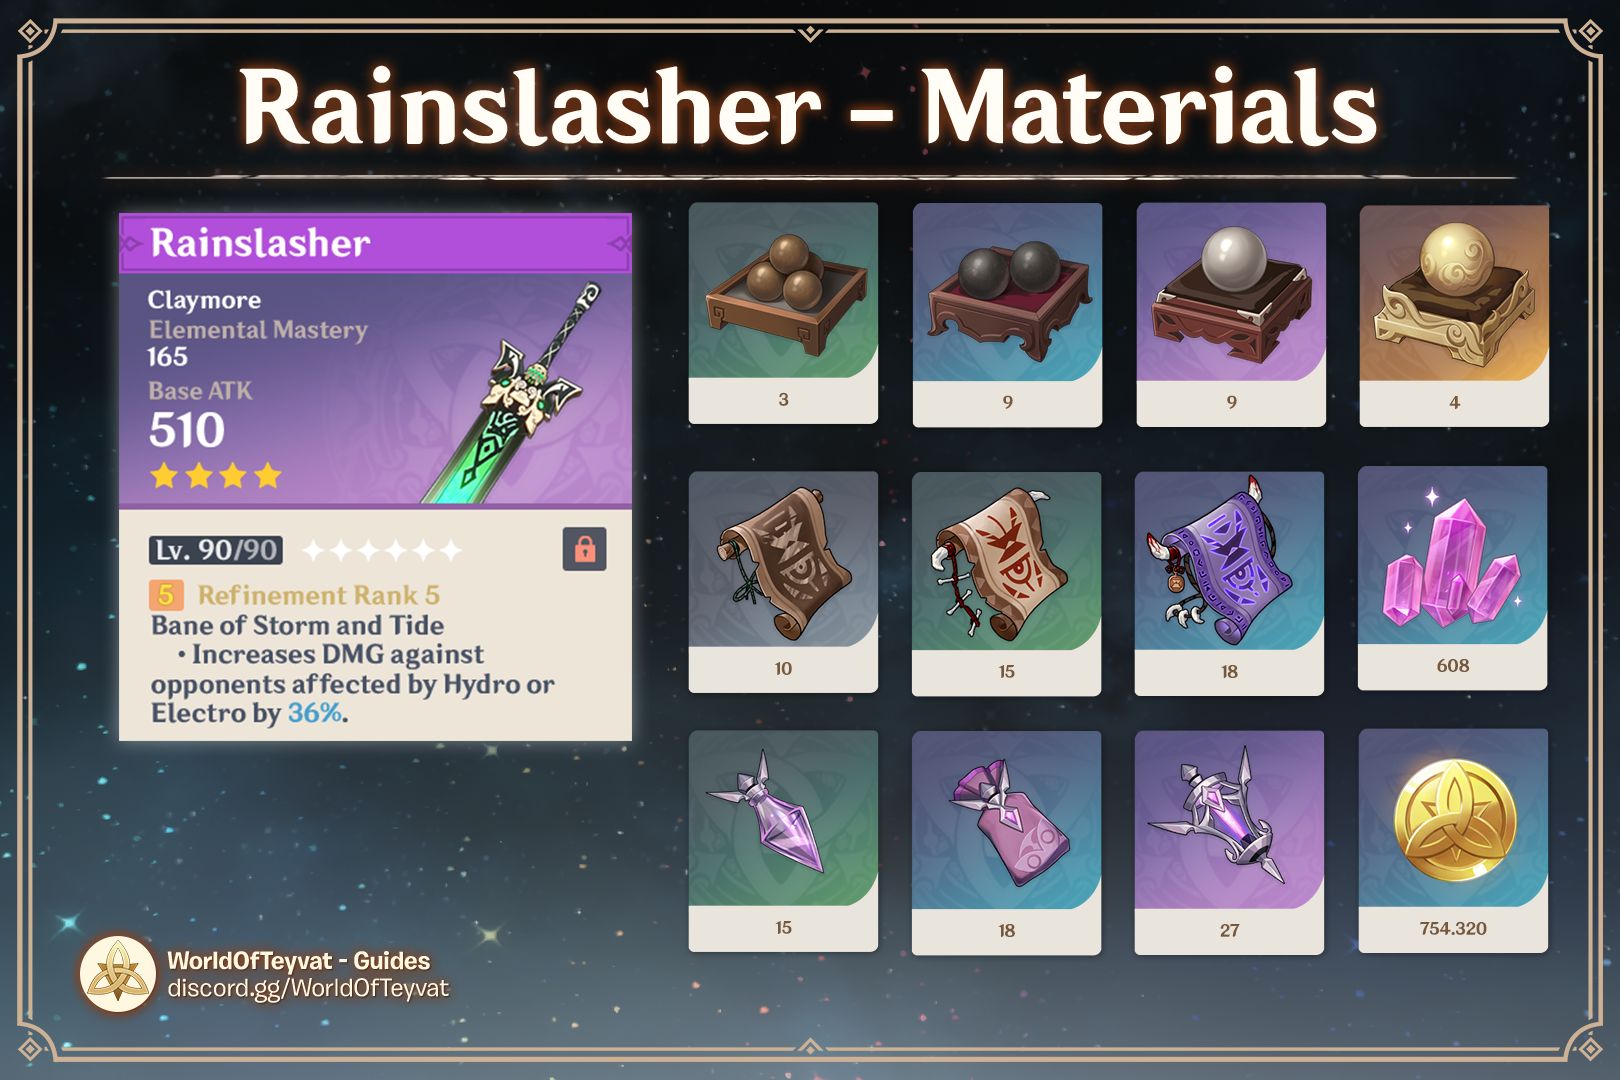 Rainslasher – Materials
Rainslasher
Claymore
Elemental Mastery
165
Base ATK
510
Lv. 90/90
5 Refinement Rank 5
Bane of Storm and Tide
• Increases DMG against
opponents affected by Hydro or
Electro by 36%.
3
9
9
4
10
15
18
608
15
18
27
754.320
WorldOfTeyvat - Guides
discord.gg/WorldOfTeyvat